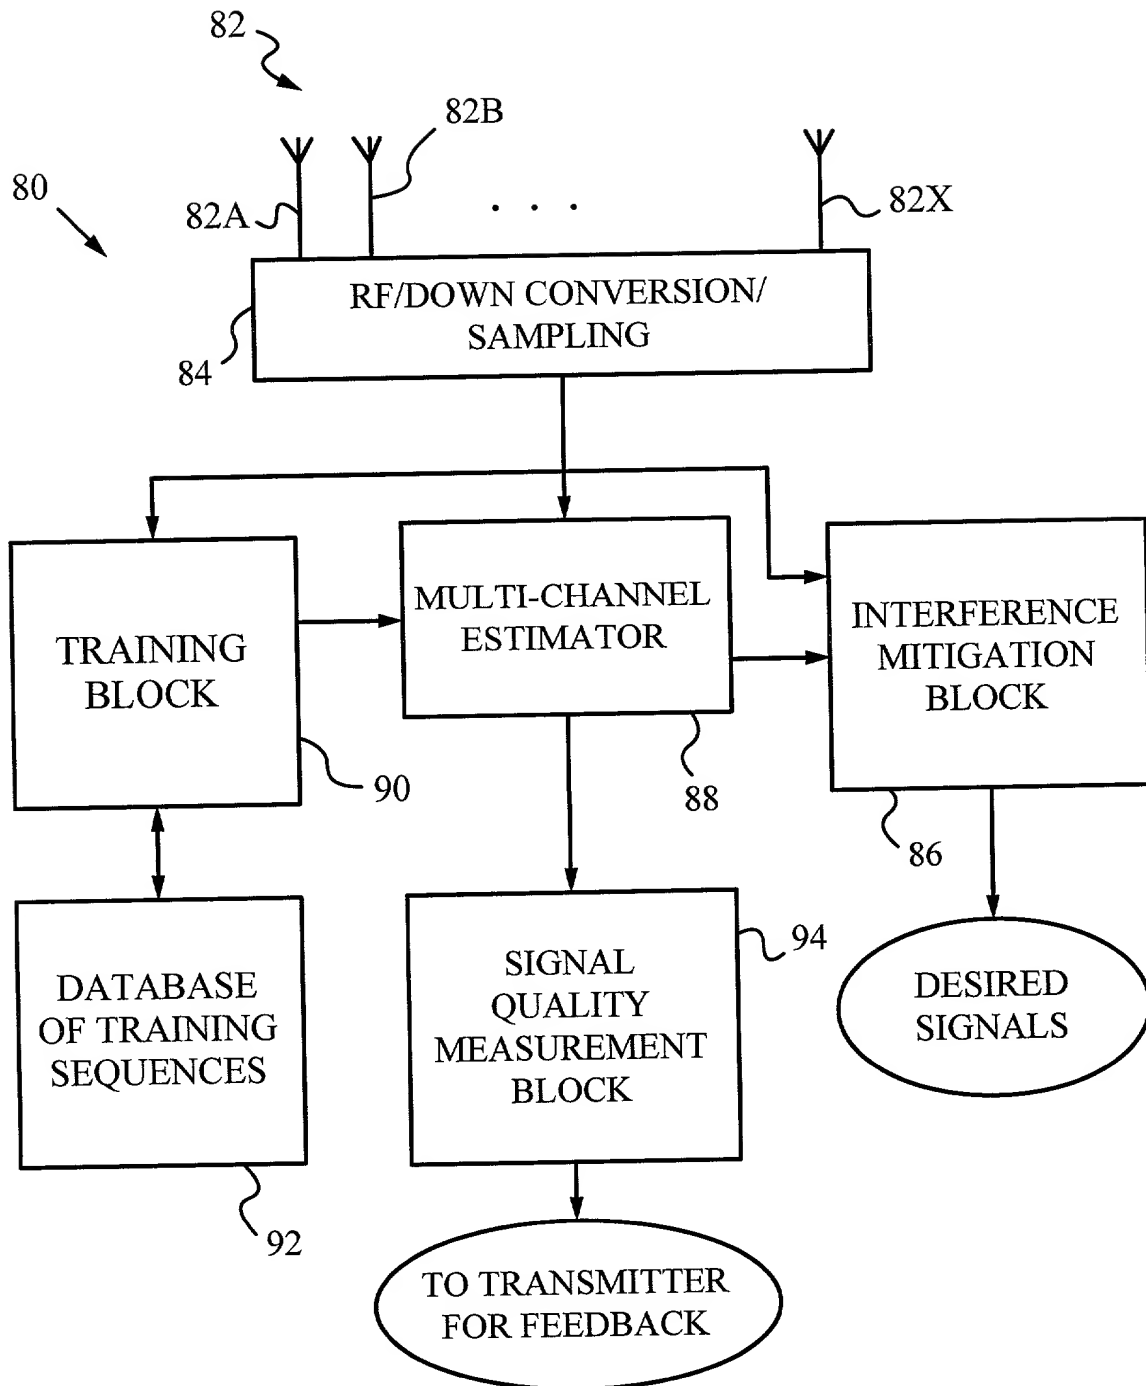 82
82B
80
82A
. . .
82X
RF/DOWN CONVERSION/
SAMPLING
84
TRAINING
BLOCK
MULTI-CHANNEL
ESTIMATOR
INTERFERENCE
MITIGATION
BLOCK
90
88
86
DATABASE
OF TRAINING
SEQUENCES
SIGNAL
QUALITY
MEASUREMENT
BLOCK
94
DESIRED
SIGNALS
92
TO TRANSMITTER
FOR FEEDBACK